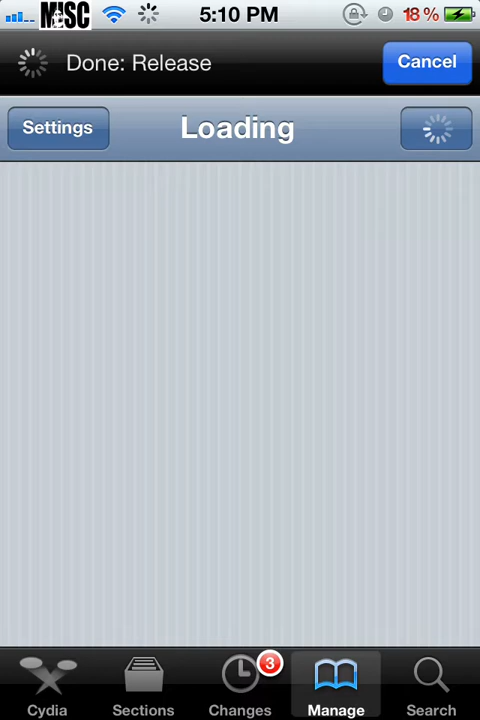 MISC 5:10 PM 18 %
Done: Release Cancel
Settings Loading
3
Cydia Sections Changes Manage Search